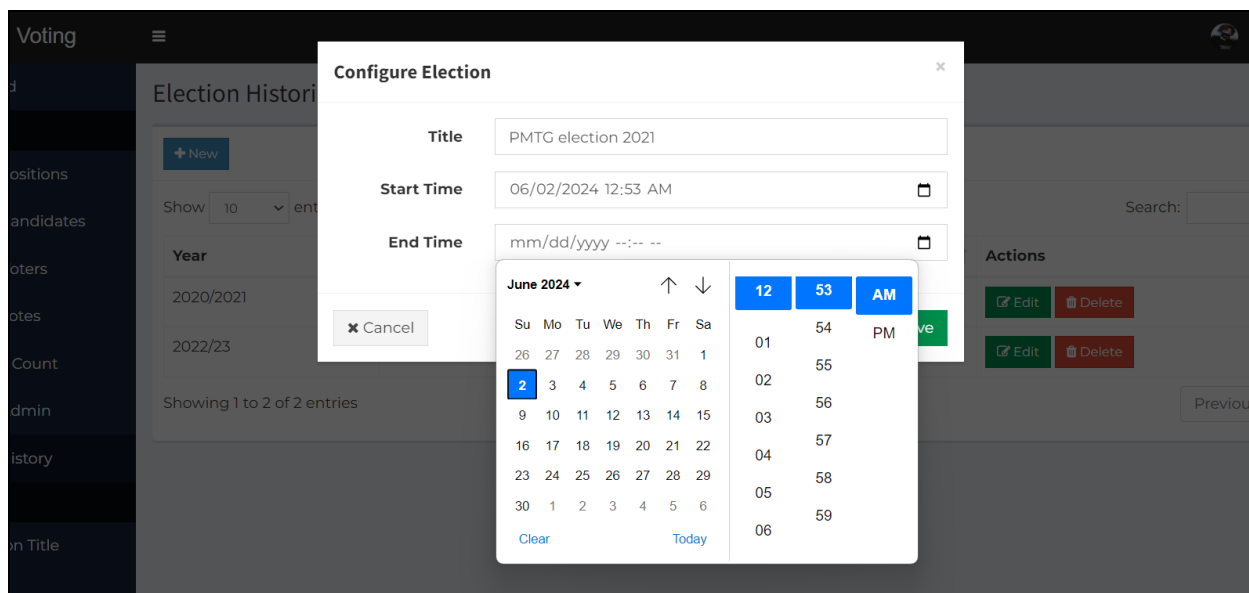 Voting
Configure Election
Election Histori
Title
PMTG election 2021
New
Start Time
06/02/2024 12:53 AM
ositions
andidates
Show 10 ent
Search:
End Time
mm/dd/yyyy --:-- --
oters
Year
Actions
otes
2020/2021
Edit
Delete
Cancel
ve
Count
2022/23
Edit
Delete
dmin
Showing 1 to 2 of 2 entries
Previou
istory
on Title
June 2024
12 53 AM
Su Mo Tu We Th Fr Sa
26 27 28 29 30 31 1
2 3 4 5 6 7 8
9 10 11 12 13 14 15
16 17 18 19 20 21 22
23 24 25 26 27 28 29
30 1 2 3 4 5 6
Clear
Today
01 54 PM
02 55
03 56
04 57
05 58
06 59